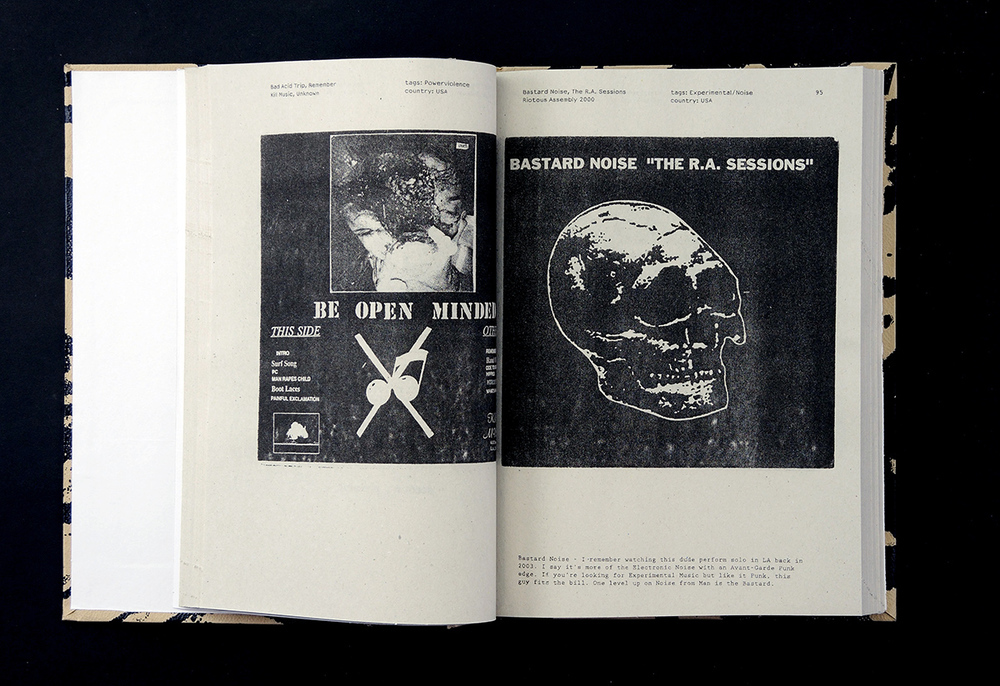 Bad Acid Trip, Remember
Kill Music, Unknown
tags: Powerviolence
country: USA
BE OPEN MINDED
THIS SIDE
INTRO
Surf Song
PC
MAN RAPES CHILD
Boot Laces
PAINFUL EXCLAMATION
Bastard Noise, The R.A. Sessions
Riotous Assembly 2000
tags: Experimental/Noise
country: USA
95
BASTARD NOISE "THE R.A. SESSIONS"
Bastard Noise - I remember watching this dude perform solo in LA back in
2003. I say it's more of the Electronic Noise with an Avant-Garde Punk
edge. If you're looking for Experimental Music but like it Punk, this
guy fits the bill. One level up on Noise from Man is the Bastard.